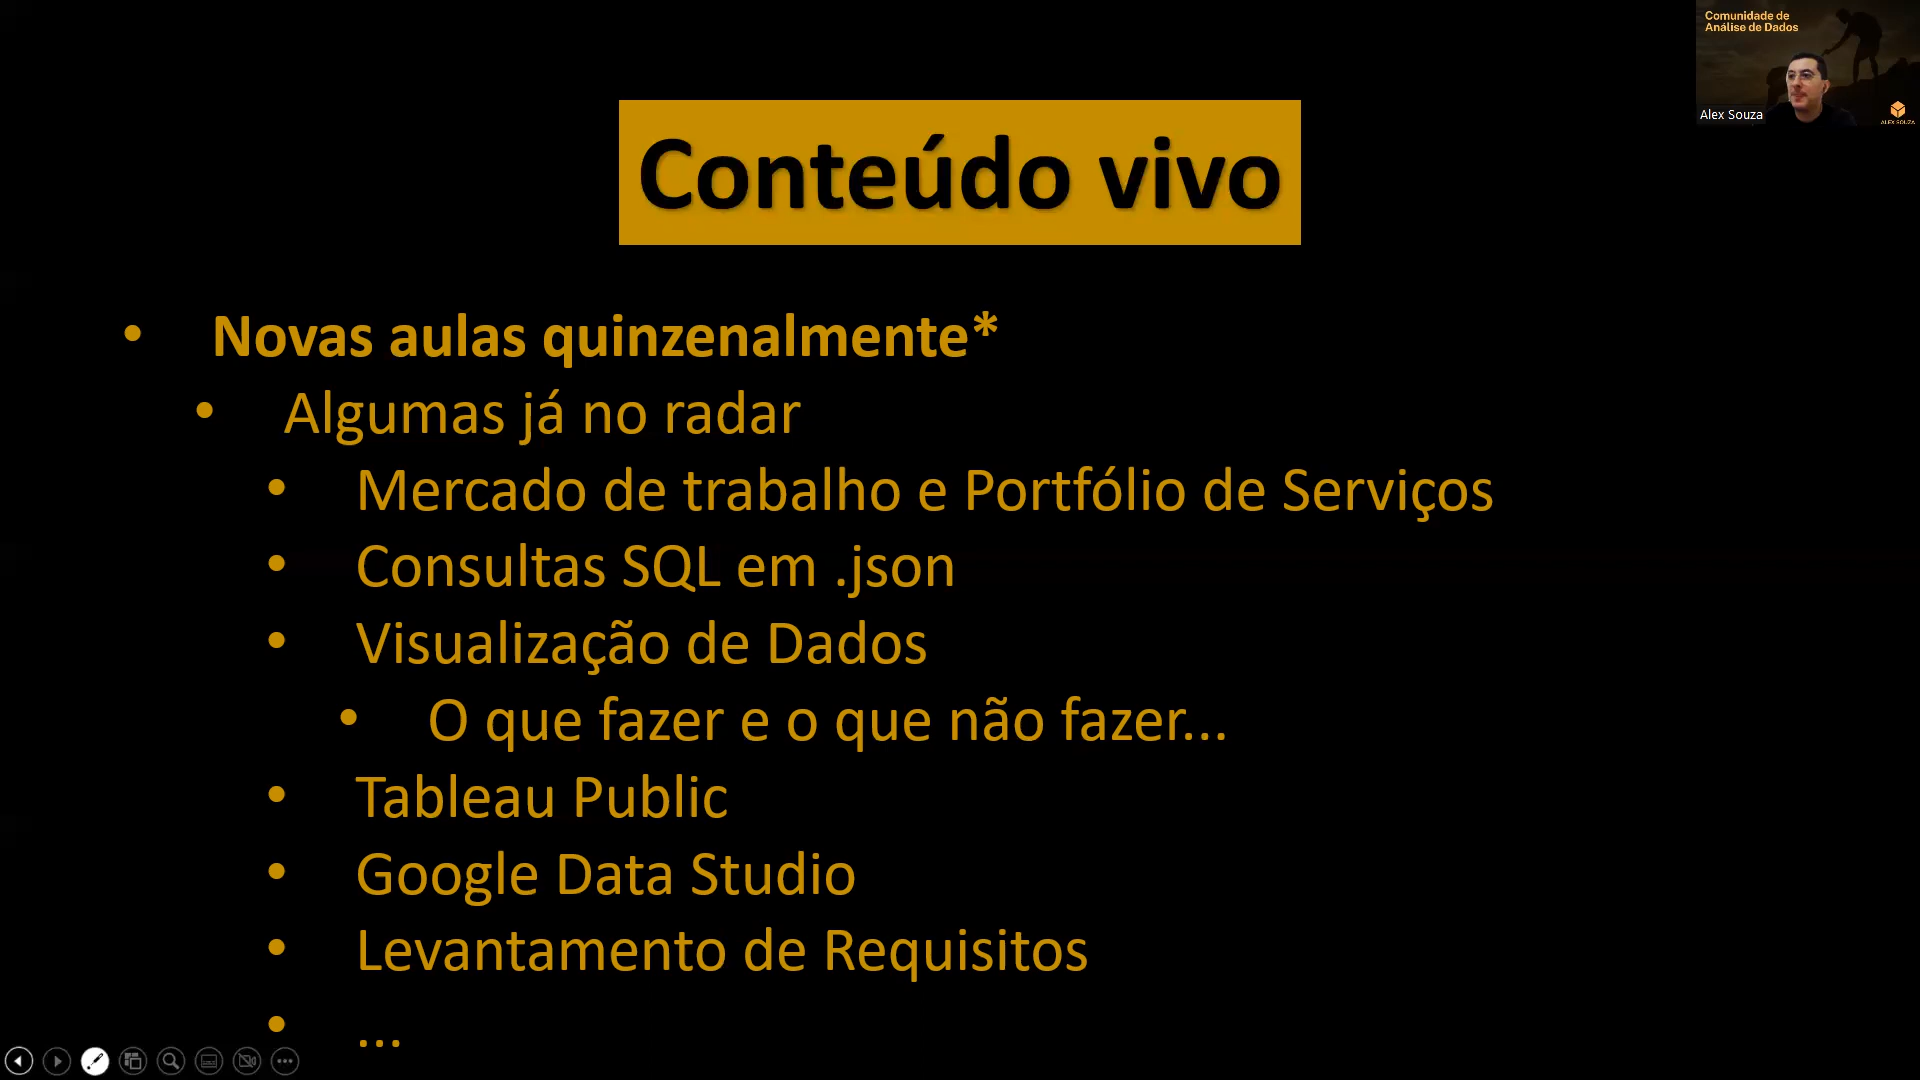 Comunidade de
Análise de Dados
Alex Souza
ALEX SOUZA
Conteúdo vivo
• Novas aulas quinzenalmente*
• Algumas já no radar
• Mercado de trabalho e Portfólio de Serviços
• Consultas SQL em .json
• Visualização de Dados
• O que fazer e o que não fazer...
• Tableau Public
• Google Data Studio
• Levantamento de Requisitos
• ...